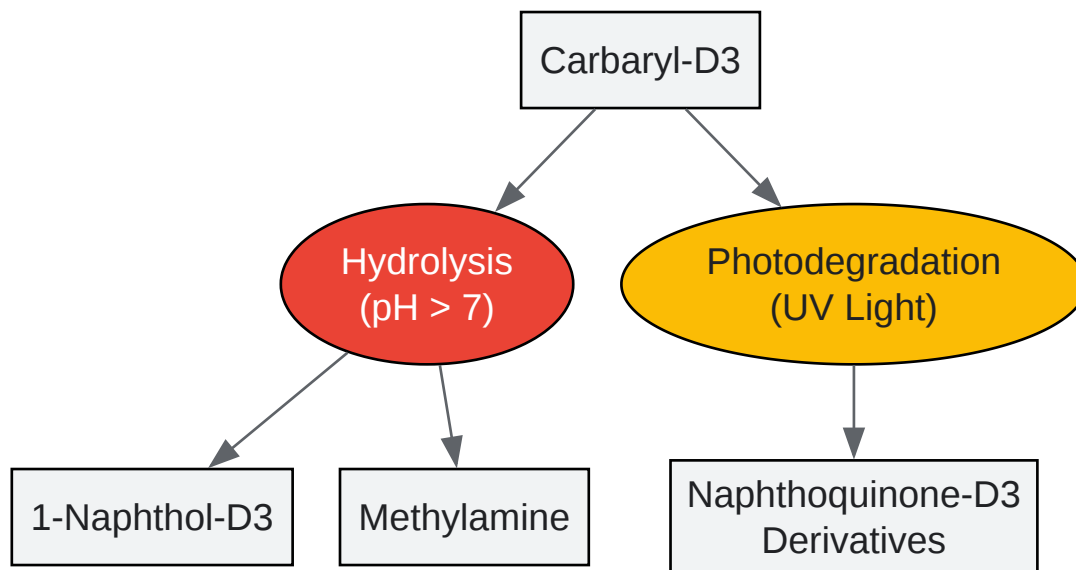 Carbaryl-D3
Hydrolysis
(pH > 7)
Photodegradation
(UV Light)
1-Naphthol-D3
Methylamine
Naphthoquinone-D3
Derivatives